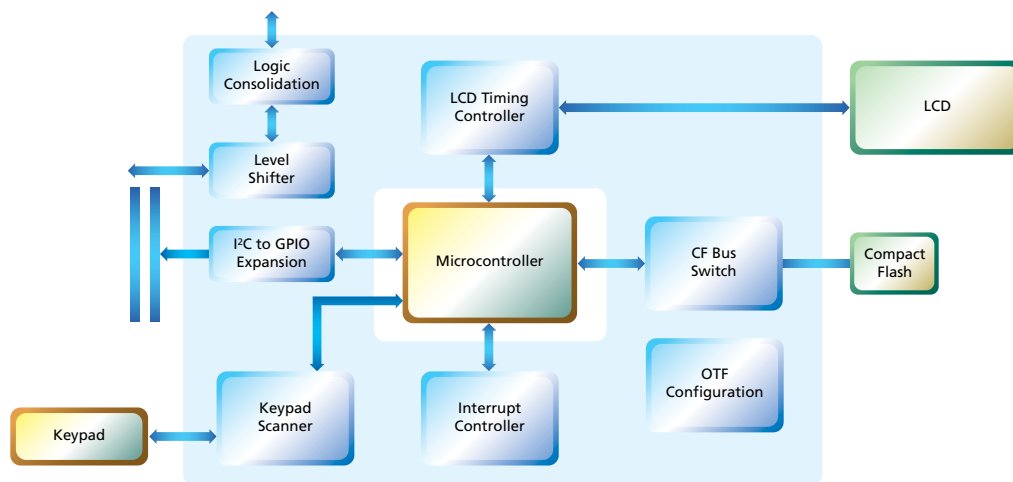 Logic
Consolidation
LCD Timing
Controller
LCD
Level
Shifter
I²C to GPIO
Expansion
Microcontroller
CF Bus
Switch
Compact
Flash
OTF
Configuration
Keypad
Scanner
Interrupt
Controller
Keypad